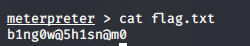 meterpreter > cat flag.txt
b1ng0w@5h1sn@m0